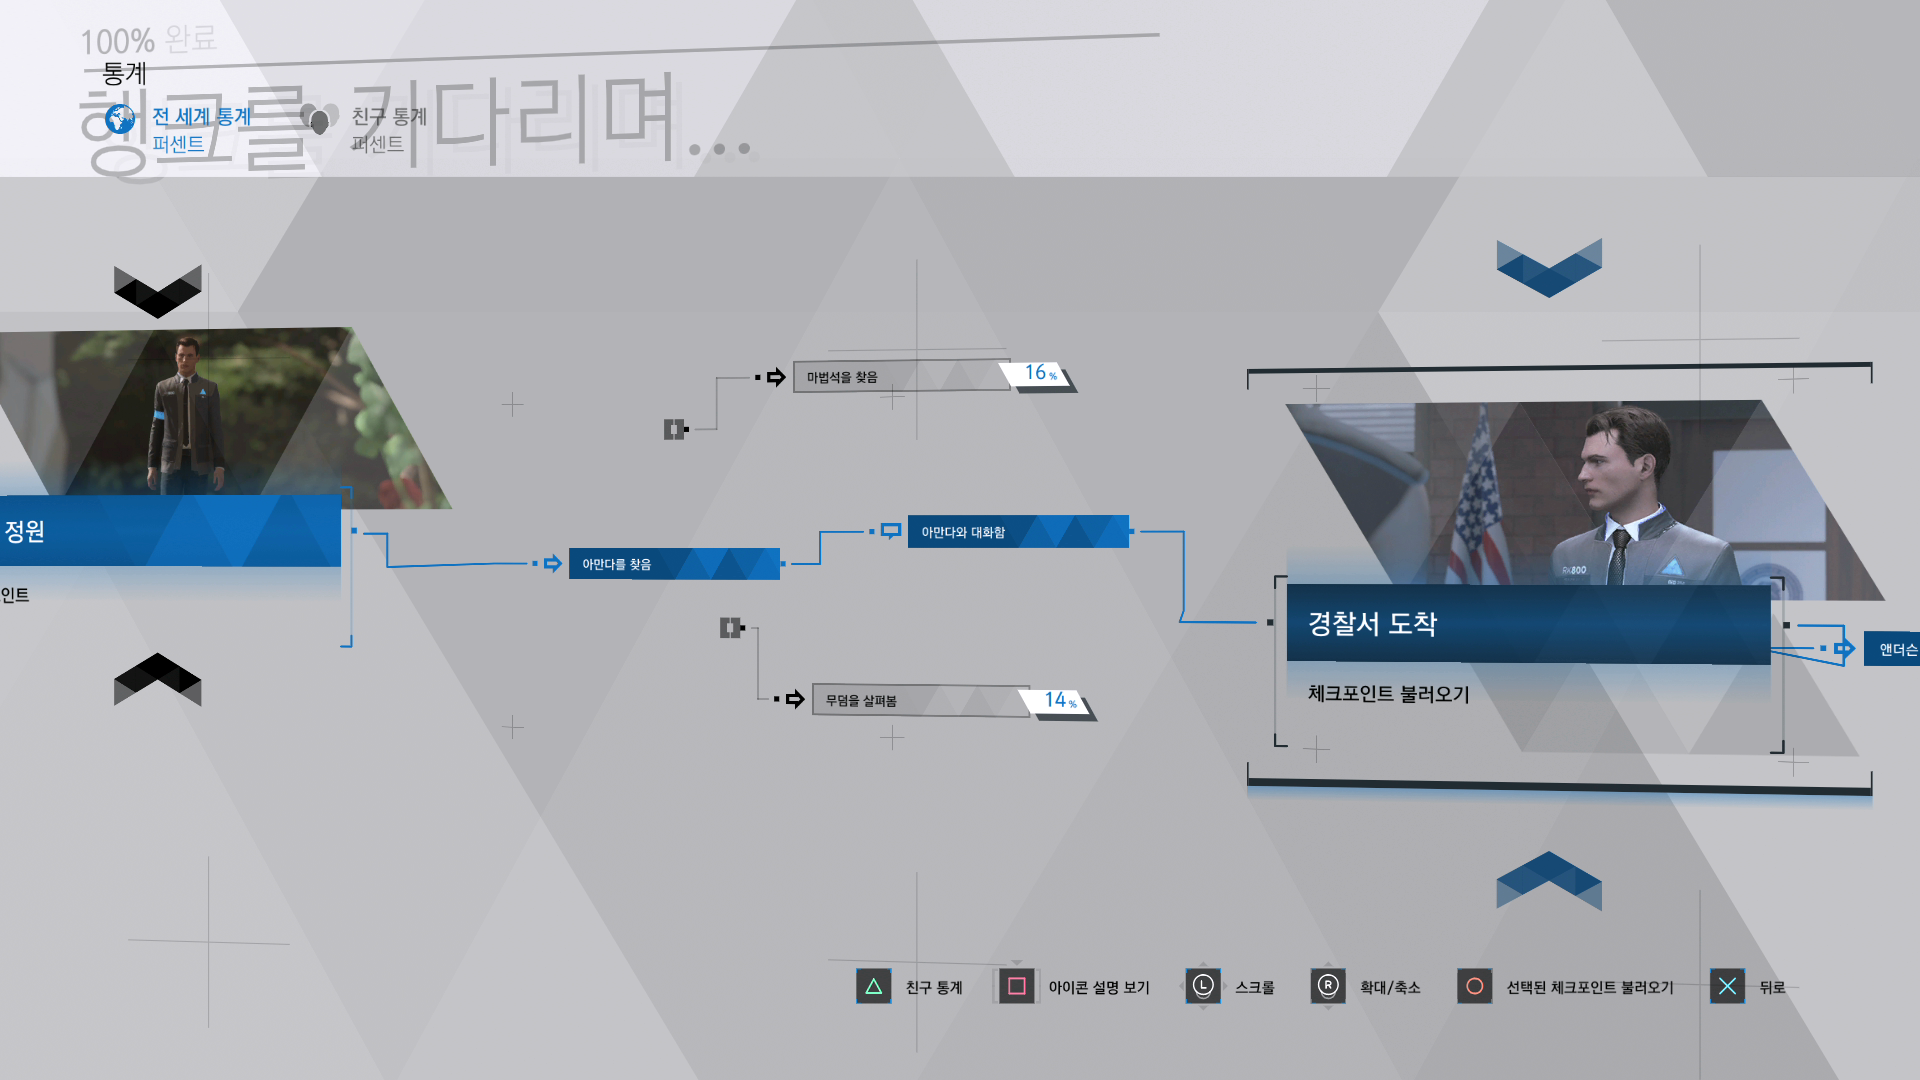 100% 완료
통계
행크를 기다리며...
전 세계 통계
퍼센트
친구 통계
퍼센트
마법석을 찾음
16%
정원
아만다를 찾음
아만다와 대화함
인트
무덤을 살펴봄
14%
RK800
경찰서 도착
체크포인트 불러오기
앤더슨
친구 통계
아이콘 설명 보기
L
스크롤
R
확대/축소
선택된 체크포인트 불러오기
뒤로